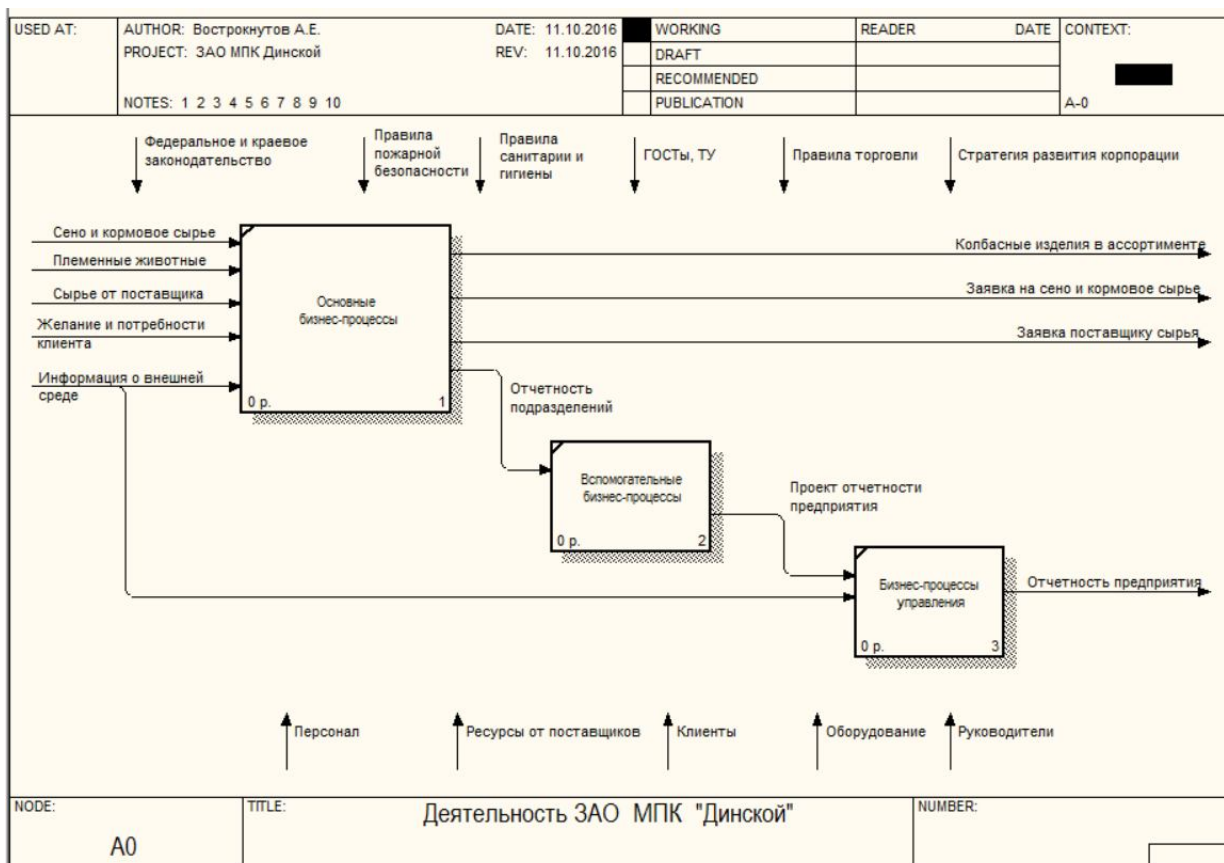 USED AT:
AUTHOR: Вострокнутов А.Е.
DATE: 11.10.2016
WORKING
READER
DATE
CONTEXT:
PROJECT: ЗАО МПК Динской
REV: 11.10.2016
DRAFT
RECOMMENDED
NOTES: 1 2 3 4 5 6 7 8 9 10
PUBLICATION
A-0
Федеральное и краевое
законодательство
Правила
пожарной
безопасности
Правила
санитарии и
гигиены
ГОСТы, ТУ
Правила торговли
Стратегия развития корпорации
Сено и кормовое сырье
Племенные животные
Сырье от поставщика
Желание и потребности
клиента
Информация о внешней
среде
Основные
бизнес-процессы
0 р.
1
Колбасные изделия в ассортименте
Заявка на сено и кормовое сырье
Заявка поставщику сырья
Отчетность
подразделений
Вспомогательные
бизнес-процессы
0 р.
2
Проект отчетности
предприятия
Бизнес-процессы
управления
0 р.
3
Отчетность предприятия
Персонал
Ресурсы от поставщиков
Клиенты
Оборудование
Руководители
NODE:
A0
TITLE:
Деятельность ЗАО МПК "Динской"
NUMBER: